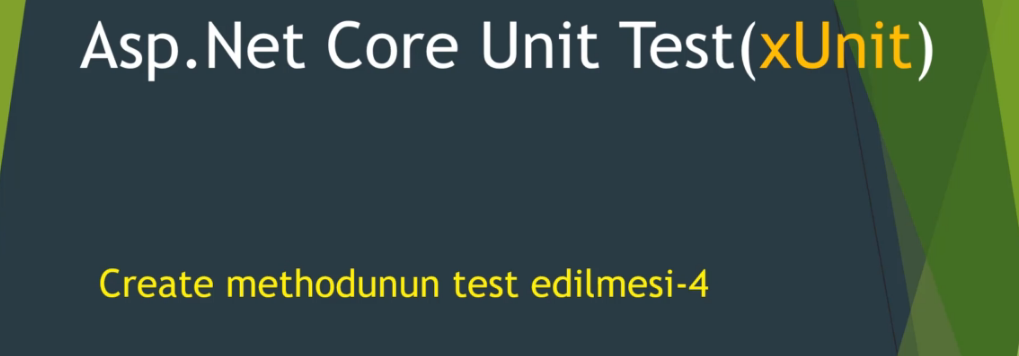 Asp.Net Core Unit Test(xUnit)
Create methodunun test edilmesi-4